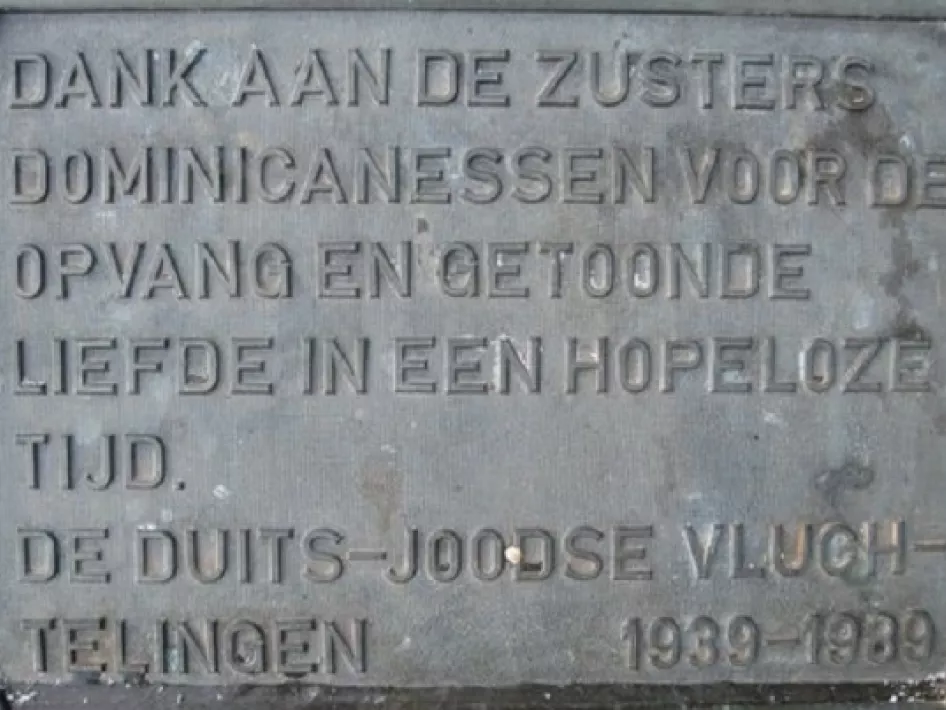 DANK AAN DE ZUSTERS
DOMINICANESSEN VOOR DE
OPVANG EN GETOONDE
LIEFDE IN EEN HOPELOZE
TIJD.
DE DUITS-JOODSE VLUCH-
TELINGEN 1939-1989